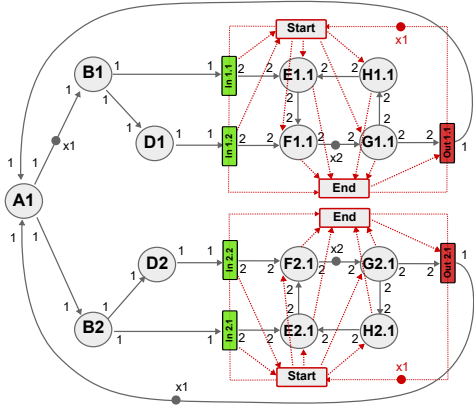 Start
x1
1 1 1
B1
In 1.1
2 2 2 2
E1.1
H1.1
1
x1
1
2 2
1
D1
1 1
In 1.2
2 2
F1.1
2 2
x2
G1.1
2 2
Out 1.1
1
1
1
A1
End
1 1
End
x2
D2
1 1
In 2.2
2 2
F2.1
2 2
G2.1
2 2
Out 2.1
1
1
2 2
1
B2
1 1
In 2.1
2 2
E2.1
2 2
H2.1
Start
x1
x1